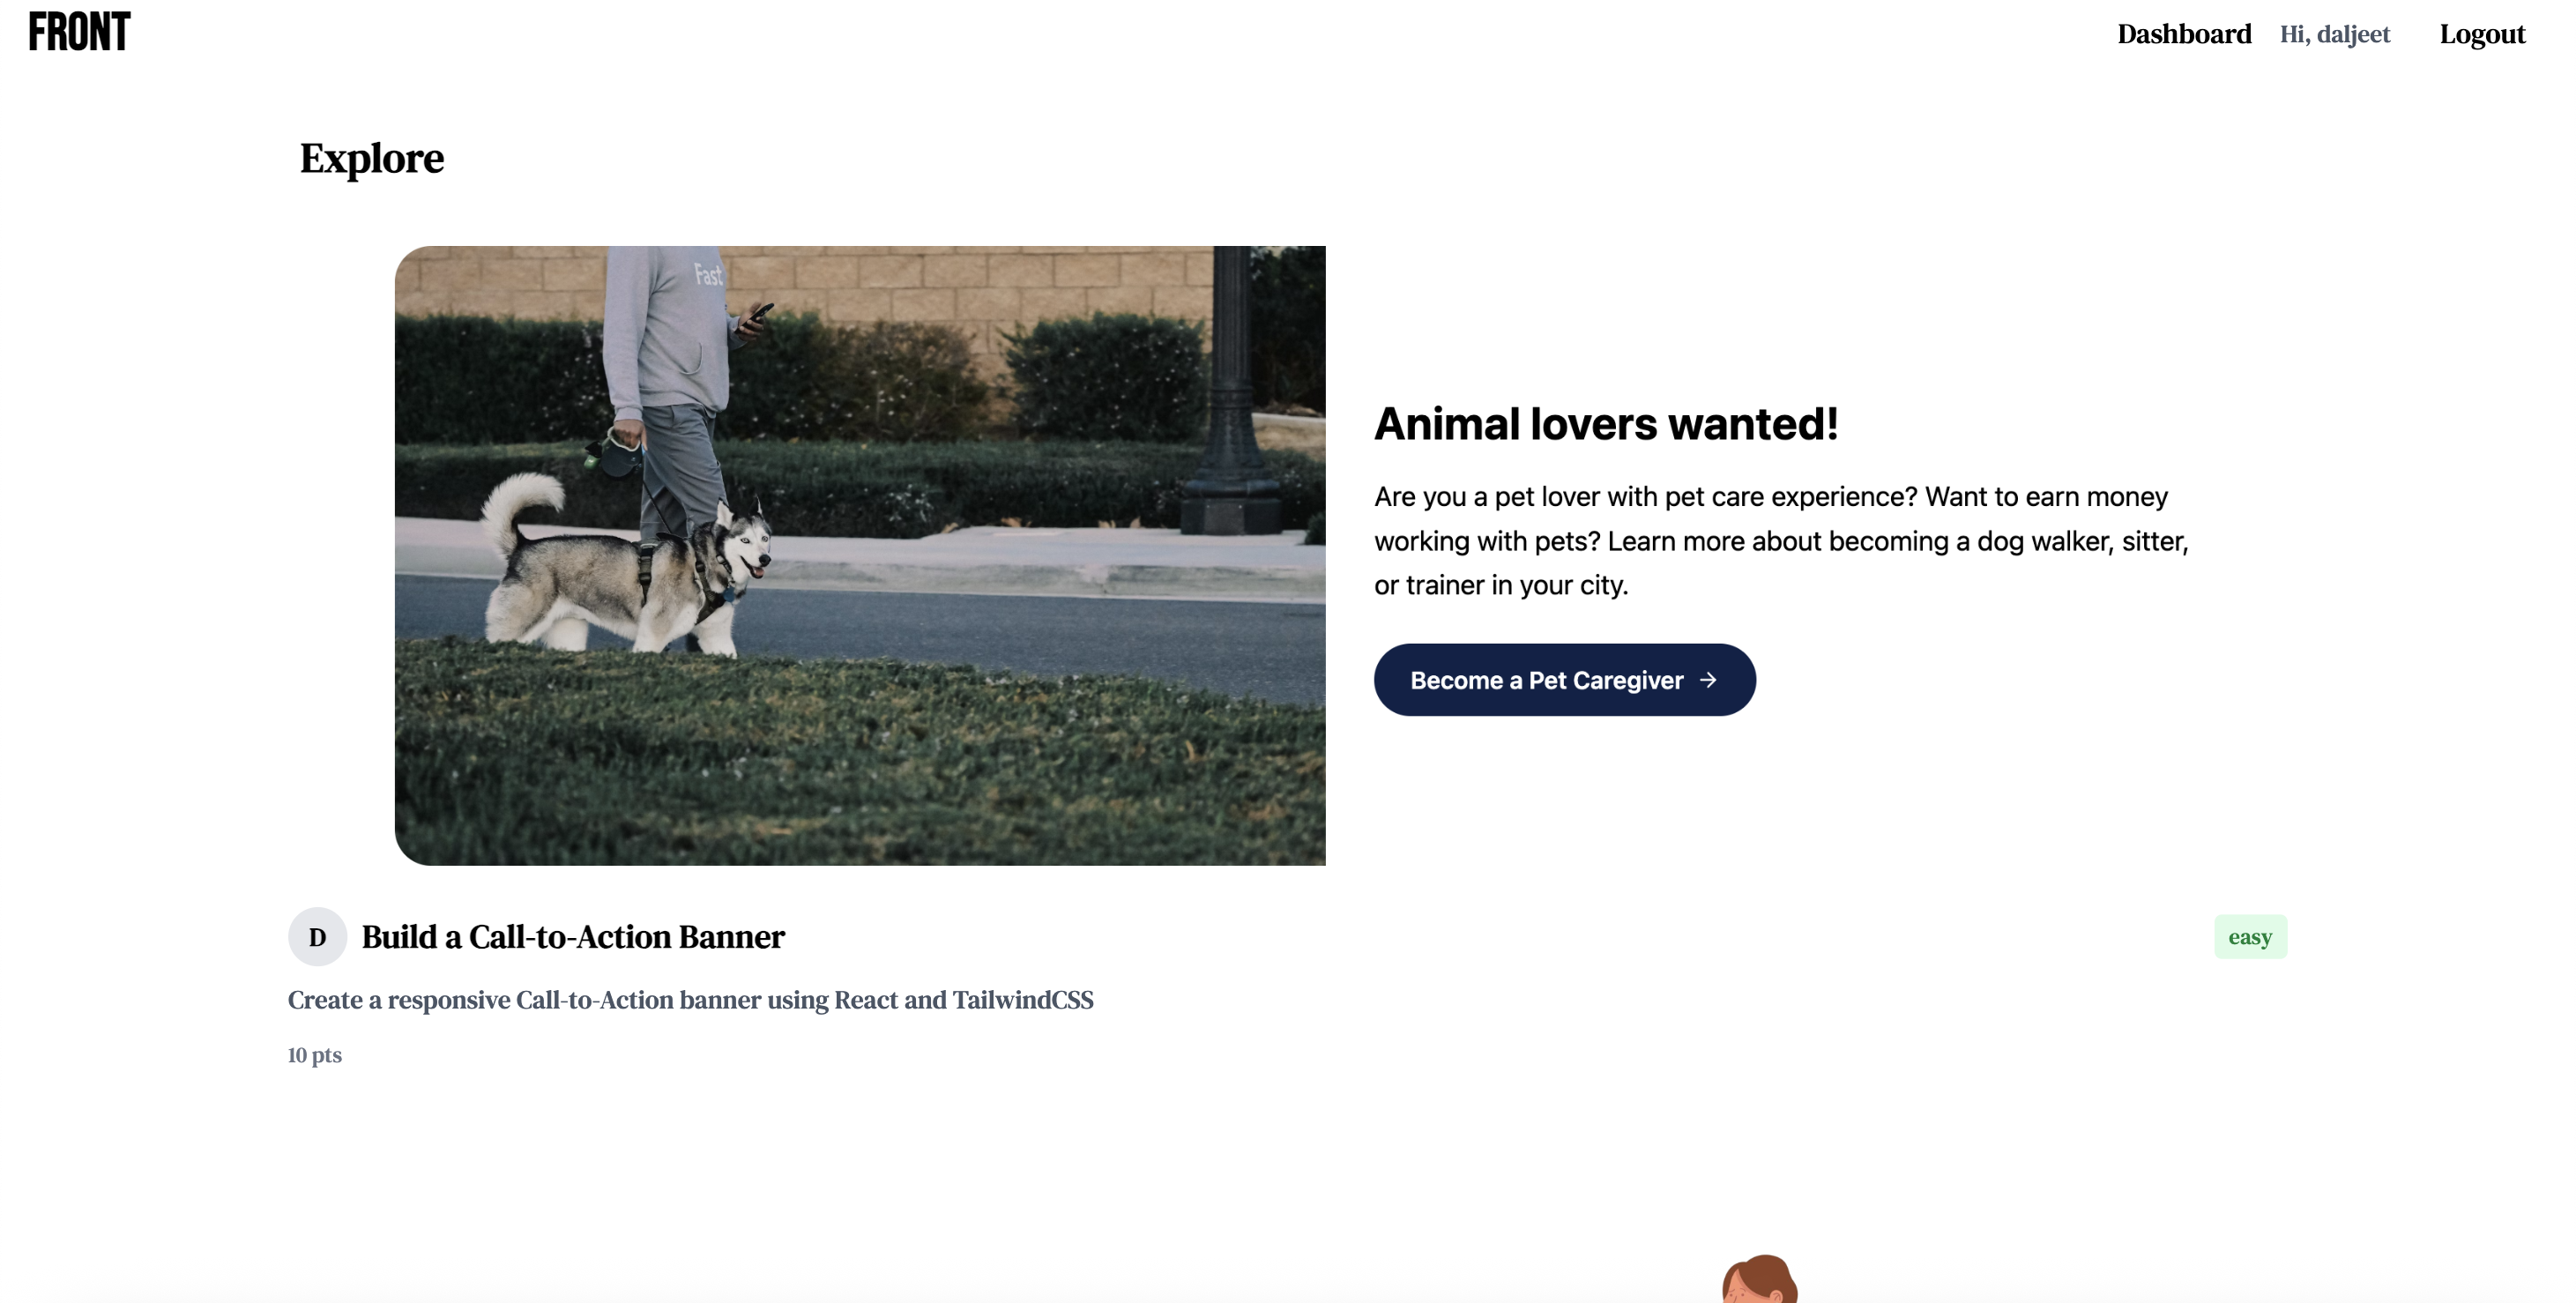 FRONT
Dashboard Hi, daljeet Logout
Explore
Fast
Animal lovers wanted!
Are you a pet lover with pet care experience? Want to earn money
working with pets? Learn more about becoming a dog walker, sitter,
or trainer in your city.
Become a Pet Caregiver →
D Build a Call-to-Action Banner easy
Create a responsive Call-to-Action banner using React and TailwindCSS
10 pts